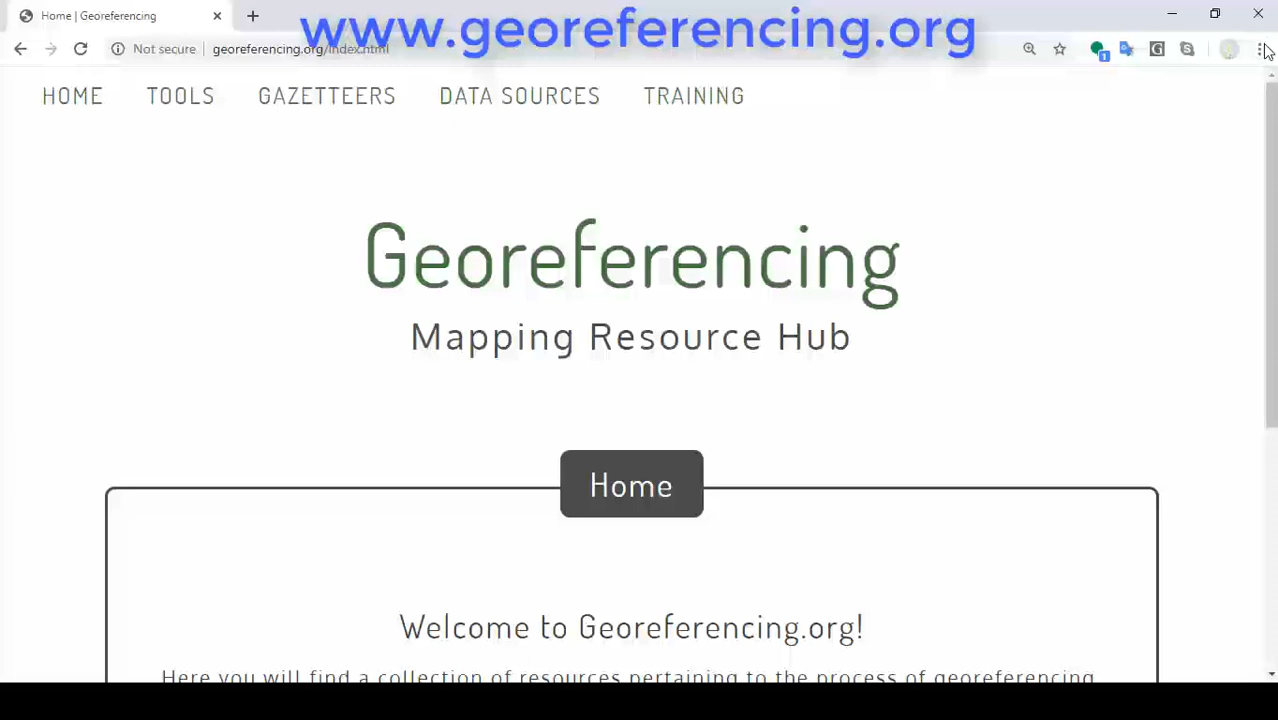 Home | Georeferencing
www.georeferencing.org
Not secure georeferencing.org/index.html
HOME TOOLS GAZETTEERS DATA SOURCES TRAINING
Georeferencing
Mapping Resource Hub
Home
Welcome to Georeferencing.org!
Here you will find a collection of resources pertaining to the process of georeferencing